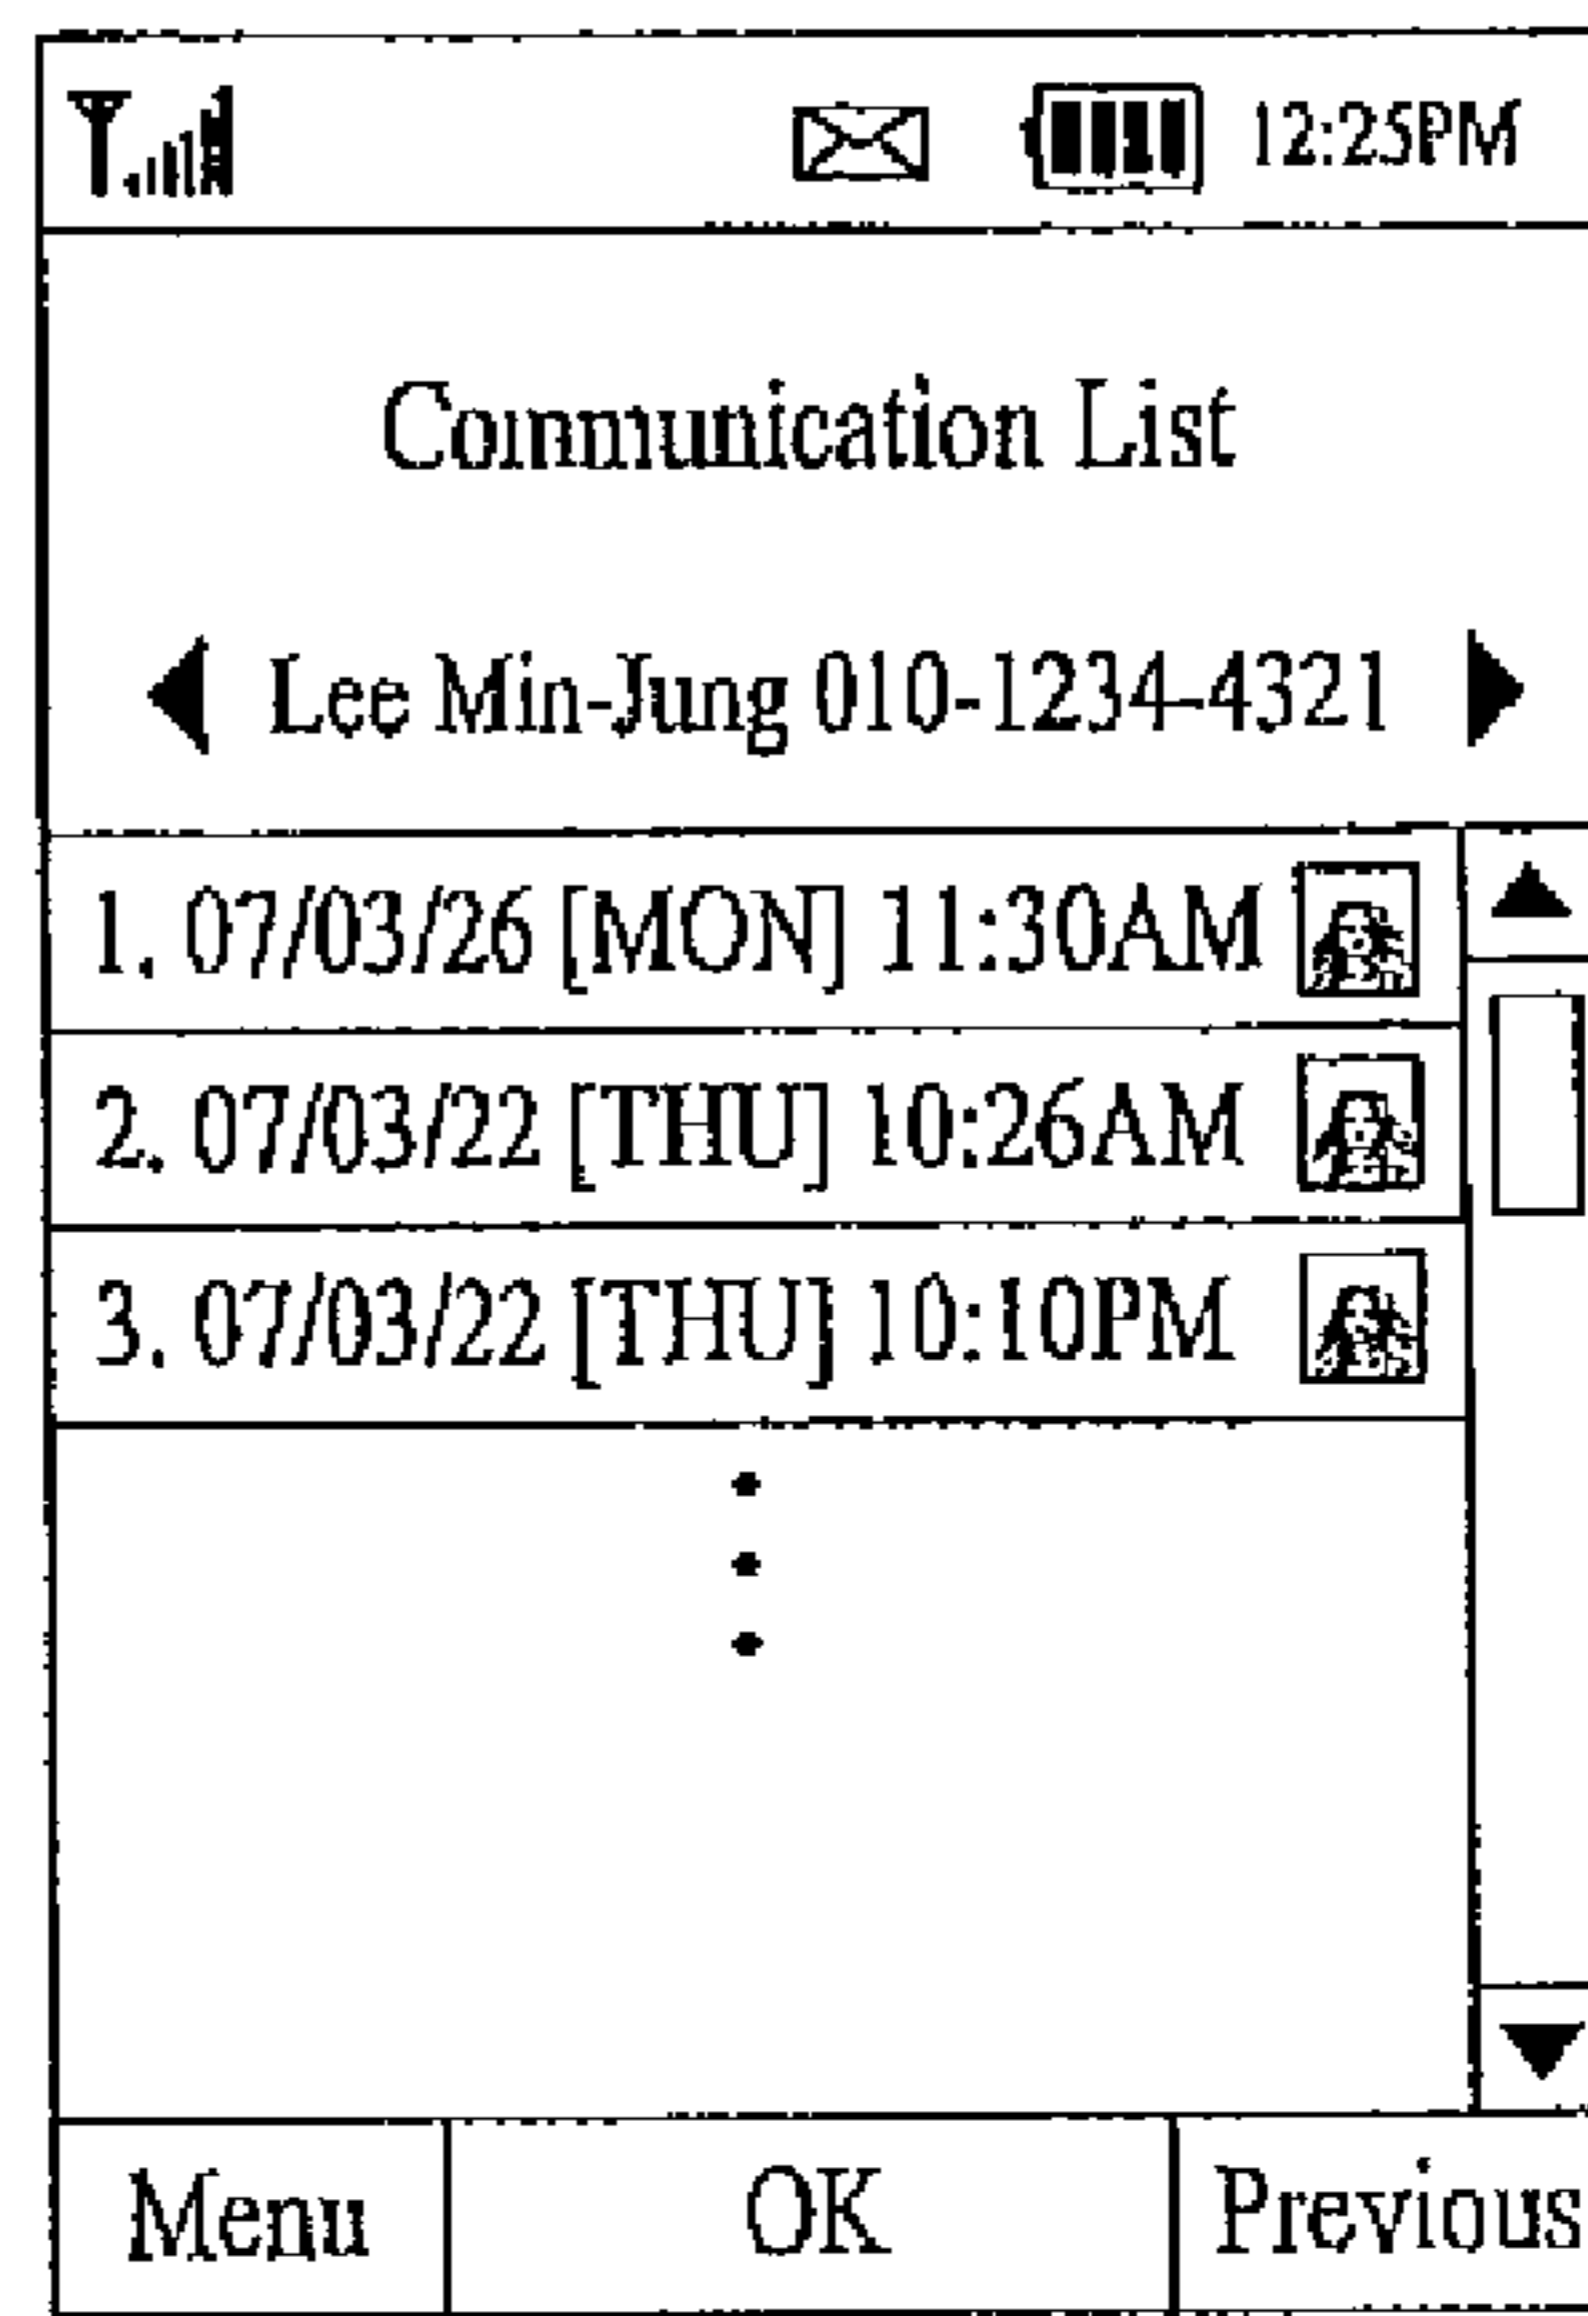 12:25PM
Communication List
Lee Min-Jung 010-1234-4321
1. 07/03/26 [MON] 11:30AM
2. 07/03/22 [THU] 10:26AM
3. 07/03/22 [THU] 10:10PM
Menu OK Previous